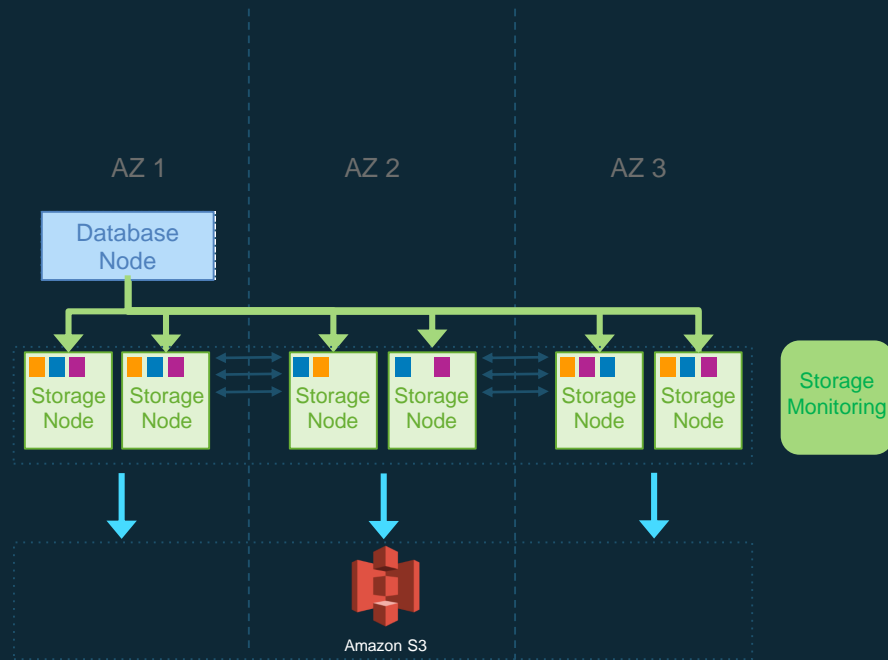 AZ 1
AZ 2
AZ 3
Database
Node
Storage
Node
Storage
Node
Storage
Node
Storage
Node
Storage
Node
Storage
Node
Storage
Monitoring
Amazon S3